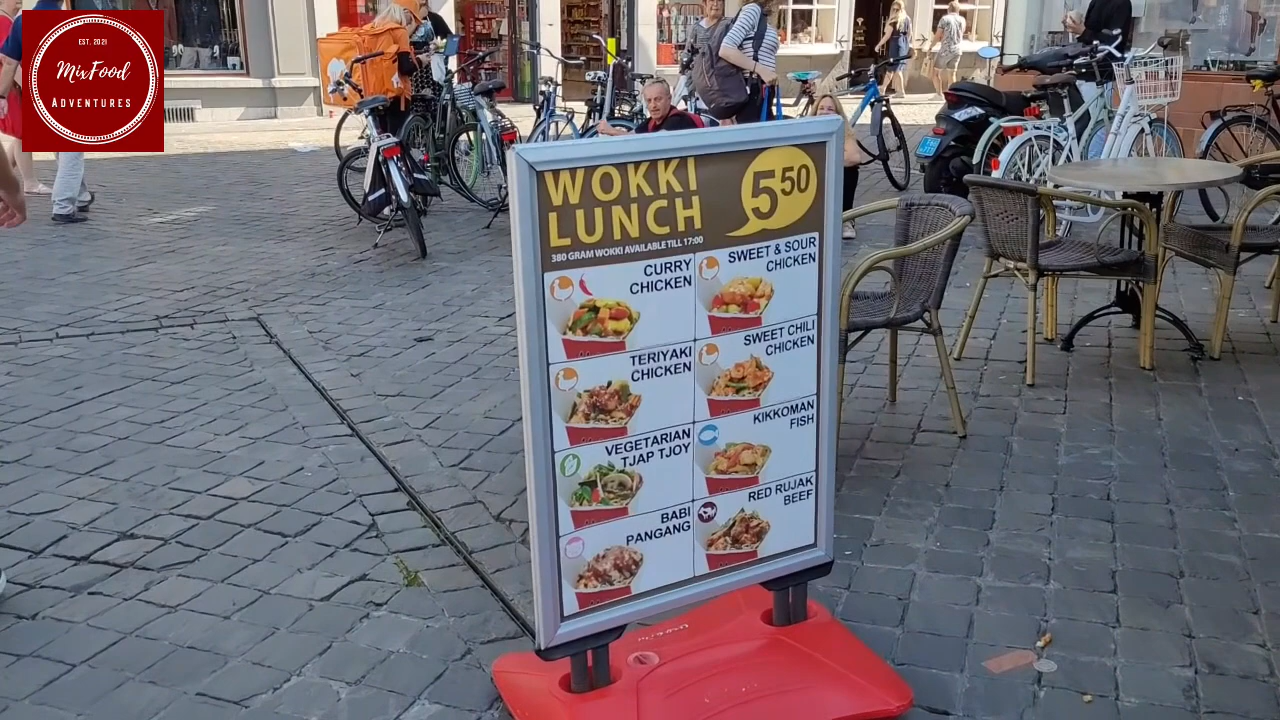 EST. 2021
MixFood
ADVENTURES
WOKKI
LUNCH
5 50
380 GRAM WOKKI AVAILABLE TILL 17:00
CURRY
CHICKEN
SWEET & SOUR
CHICKEN
TERIYAKI
CHICKEN
SWEET CHILI
CHICKEN
VEGETARIAN
TJAP TJOY
KIKKOMAN
FISH
BABI
PANGANG
RED RUJAK
BEEF